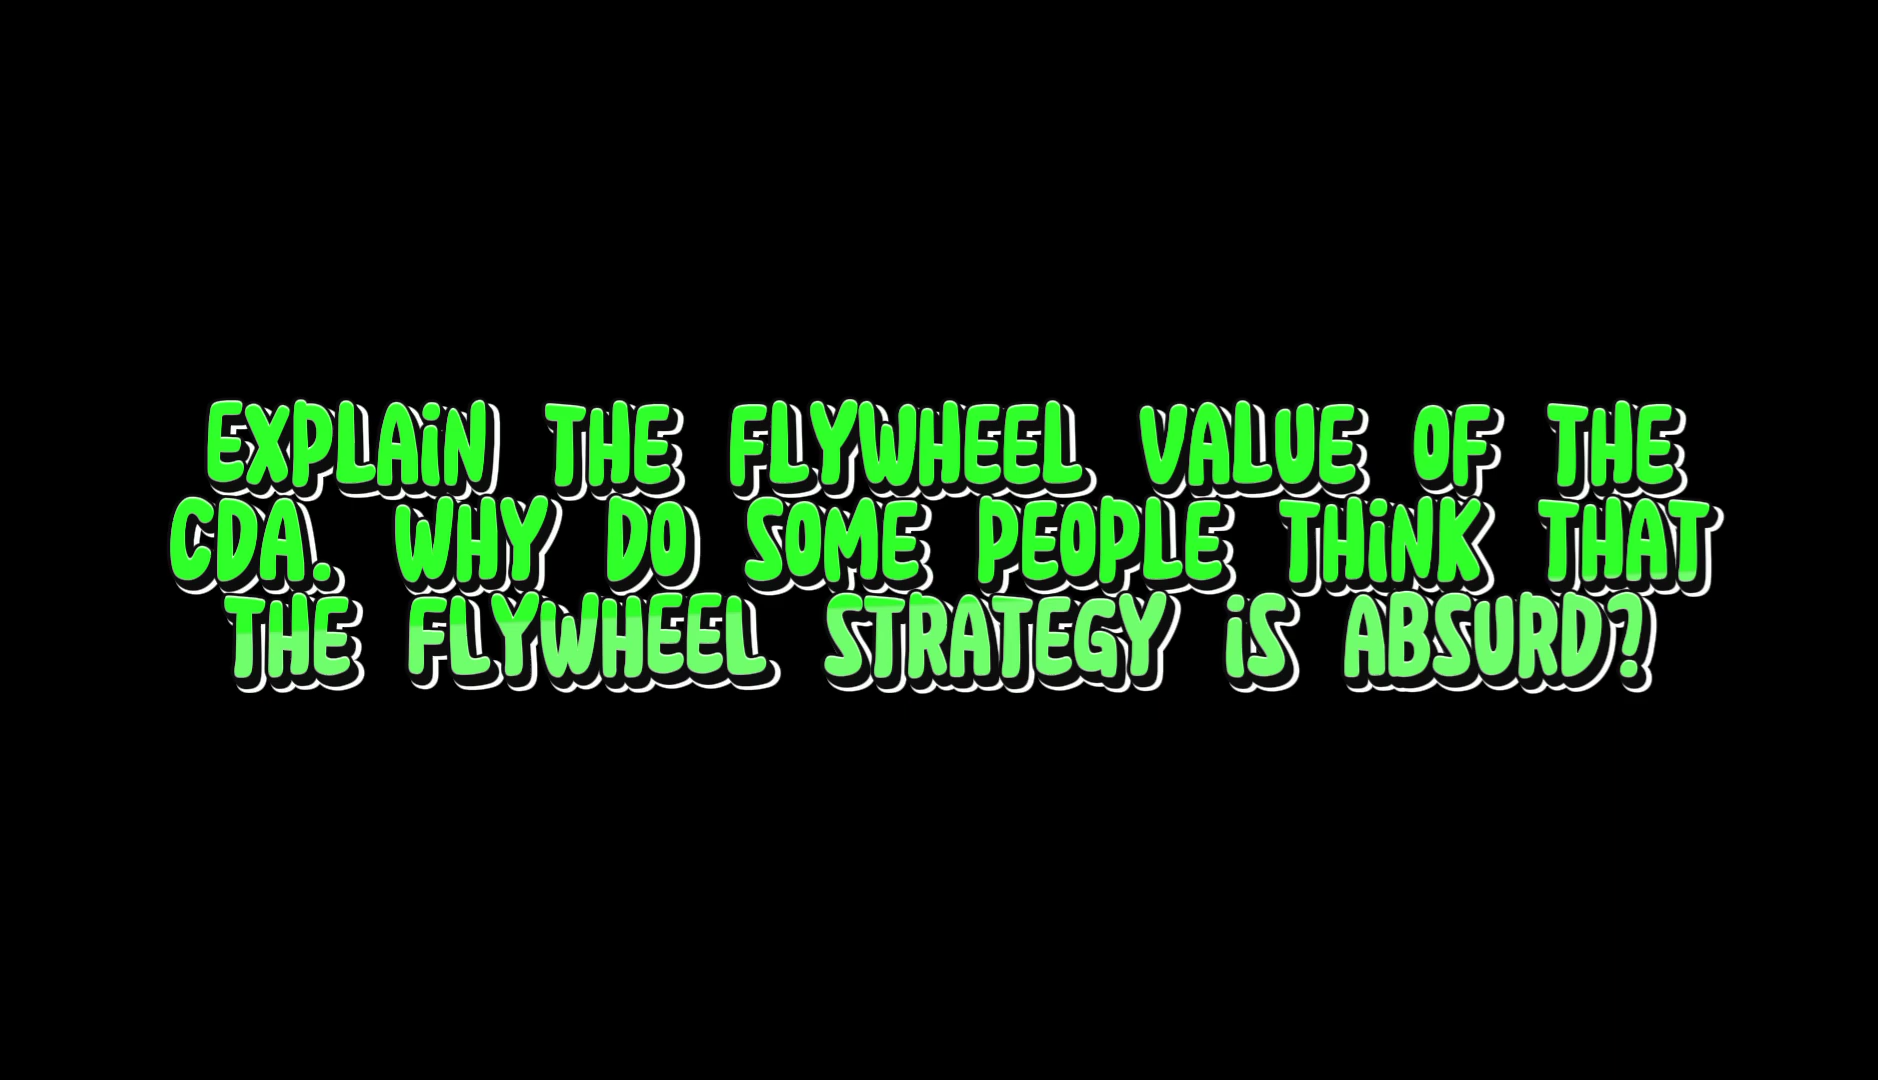 EXPLAiN THE FLYWHEEL VALUE OF THE
CDA. WHY DO SOME PEOPLE THiNK THAT
THE FLYWHEEL STRATEGY iS ABSURD?